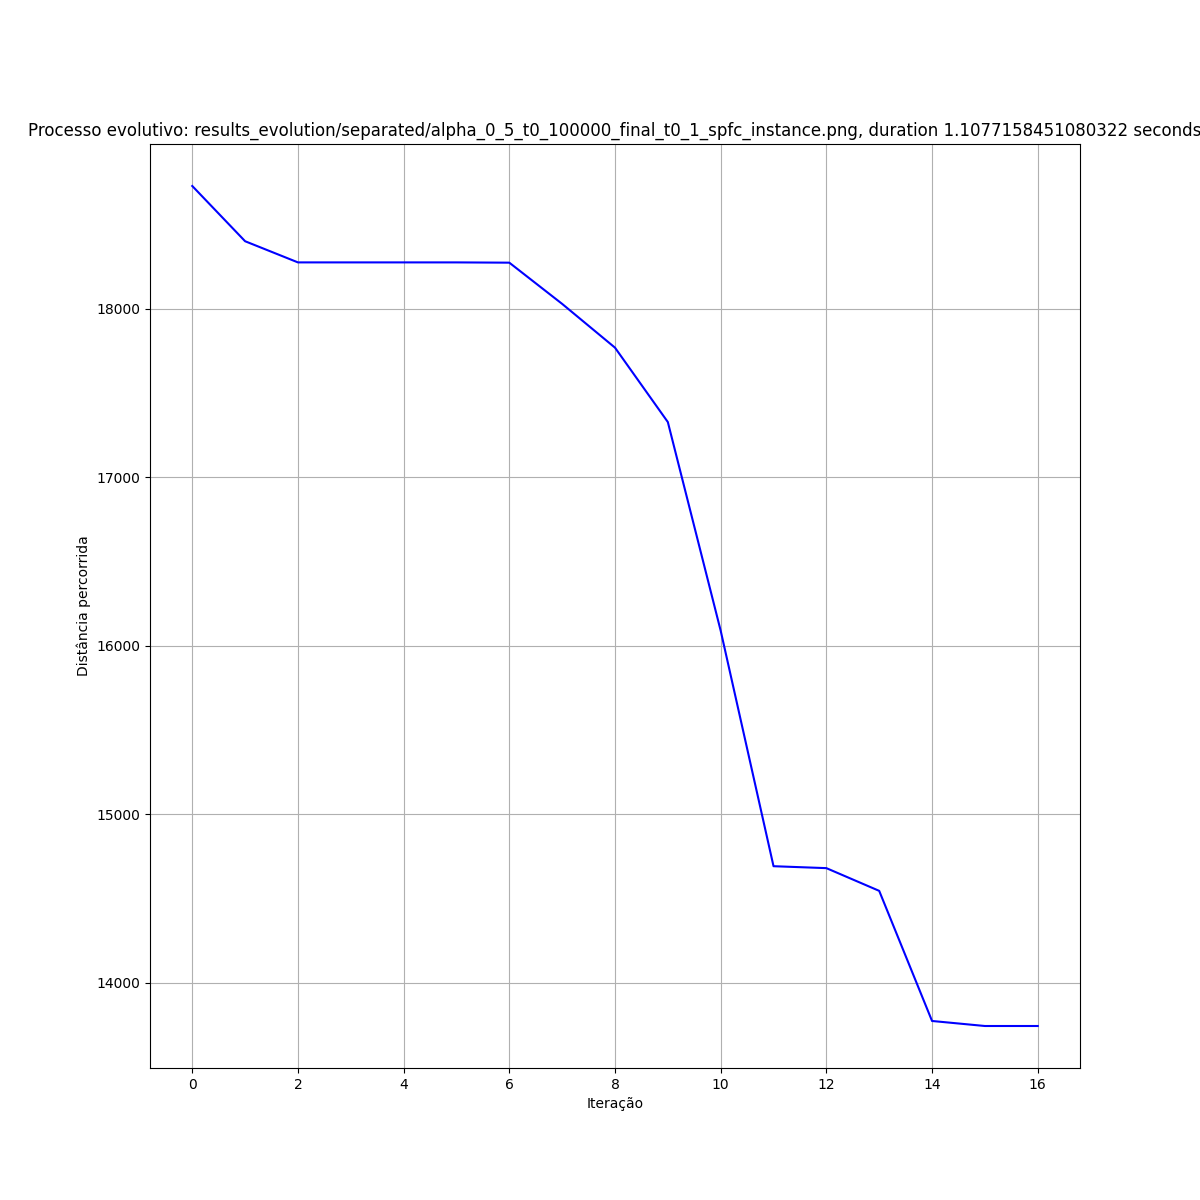 Processo evolutivo: results_evolution/separated/alpha_0_5_t0_100000_final_t0_1_spfc_instance.png, duration 1.1077158451080322 seconds
18000
17000
16000
15000
14000
Distância percorrida
0 2 4 6 8 10 12 14 16
Iteração